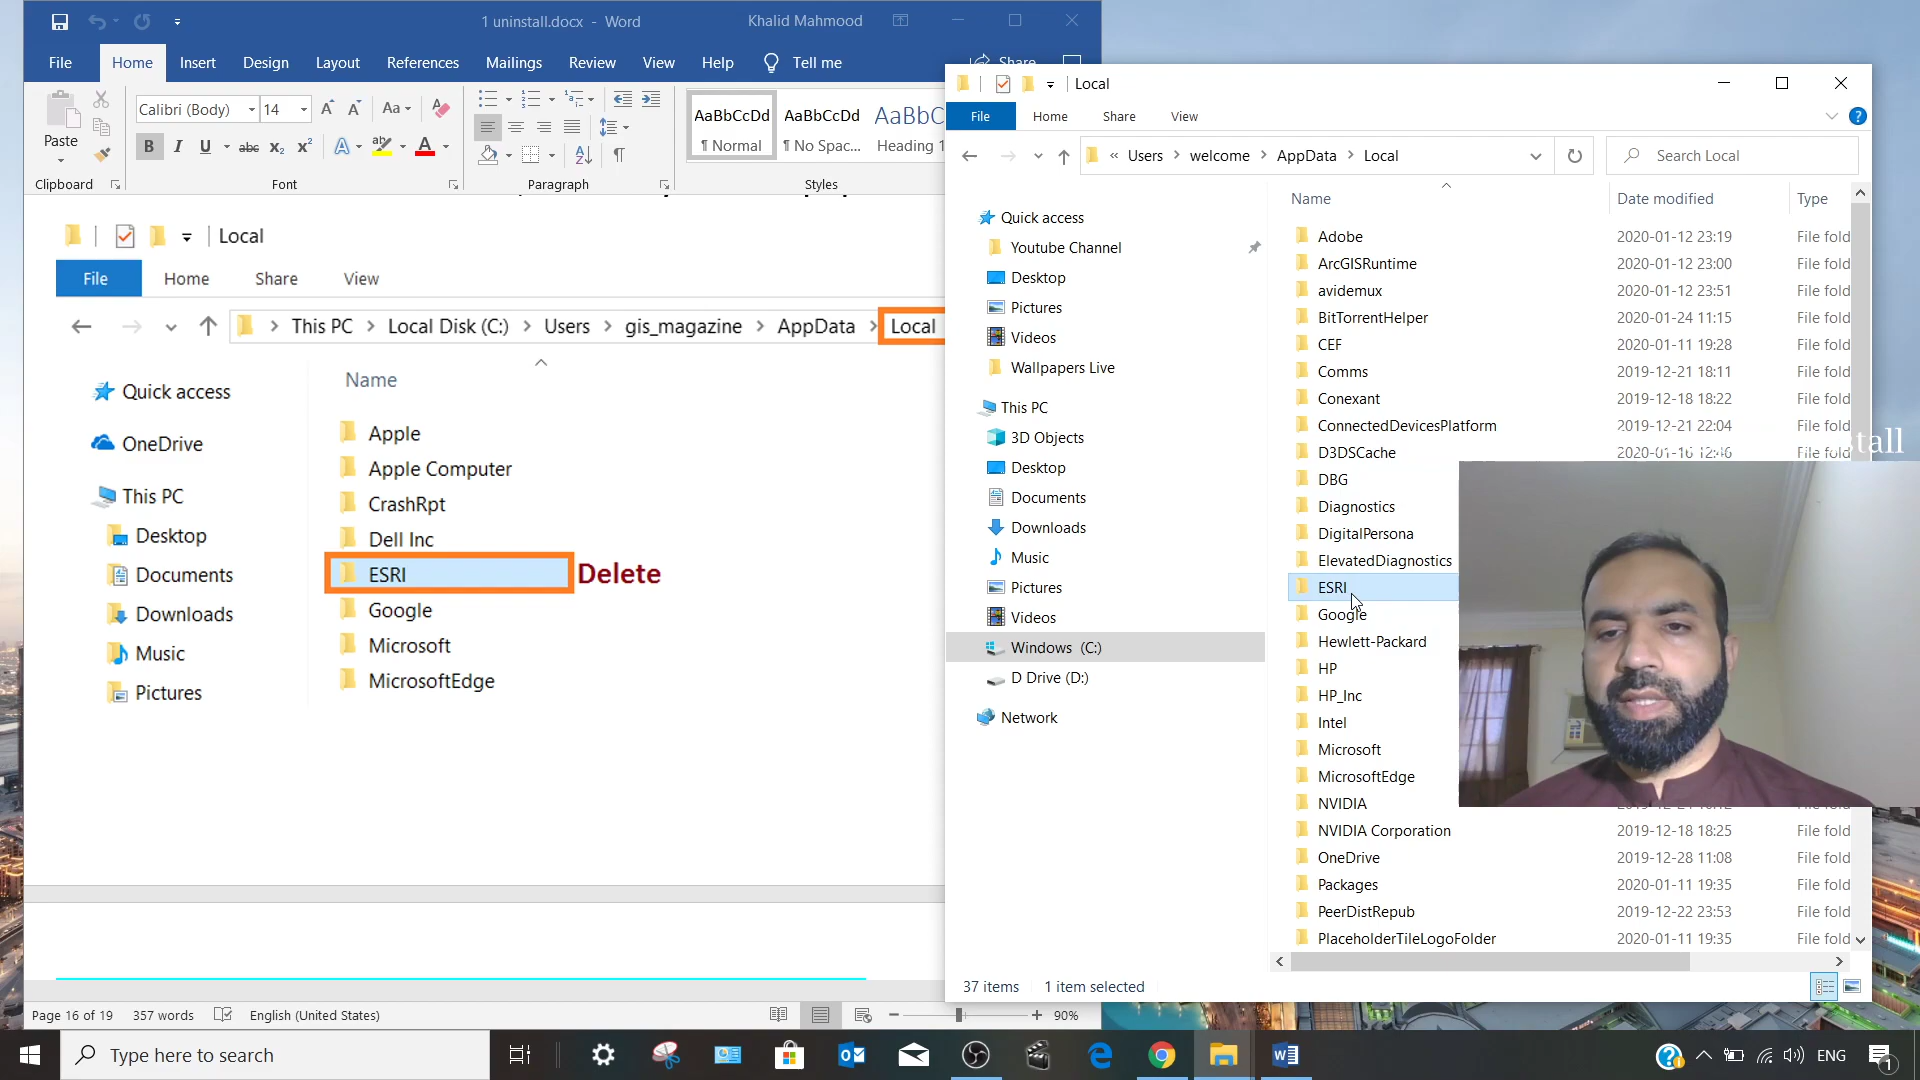 1 uninstall.docx - Word
Khalid Mahmood
File Home Insert Design Layout References Mailings Review View Help Tell me
Share
Paste
Calibri (Body) 14
Aa
B I U abc x₂ x² A ab A
AaBbCcDd
¶ Normal
AaBbCcDd
¶ No Spac...
AaBbC
Heading 1
Clipboard
Font
Paragraph
Styles
Local
File Home Share View
This PC > Local Disk (C:) > Users > gis_magazine > AppData > Local
Name
Quick access
OneDrive
This PC
Desktop
Documents
Downloads
Music
Pictures
Apple
Apple Computer
CrashRpt
Dell Inc
ESRI
Delete
Google
Microsoft
MicrosoftEdge
Page 16 of 19 357 words English (United States)
90%
Local
File Home Share View
« Users > welcome > AppData > Local
Search Local
Quick access
Youtube Channel
Desktop
Pictures
Videos
Wallpapers Live
This PC
3D Objects
Desktop
Documents
Downloads
Music
Pictures
Videos
Windows (C:)
D Drive (D:)
Network
Name Date modified Type
Adobe 2020-01-12 23:19 File fold
ArcGISRuntime 2020-01-12 23:00 File fold
avidemux 2020-01-12 23:51 File fold
BitTorrentHelper 2020-01-24 11:15 File fold
CEF 2020-01-11 19:28 File fold
Comms 2019-12-21 18:11 File fold
Conexant 2019-12-18 18:22 File fold
ConnectedDevicesPlatform 2019-12-21 22:04 File fold
D3DSCache 2020-01-16 12:46 File fold
tall
DBG
Diagnostics
DigitalPersona
ElevatedDiagnostics
ESRI
Google
Hewlett-Packard
HP
HP_Inc
Intel
Microsoft
MicrosoftEdge
NVIDIA
NVIDIA Corporation 2019-12-18 18:25 File fold
OneDrive 2019-12-28 11:08 File fold
Packages 2020-01-11 19:35 File fold
PeerDistRepub 2019-12-22 23:53 File fold
PlaceholderTileLogoFolder 2020-01-11 19:35 File fold
37 items 1 item selected
Type here to search
ENG
1